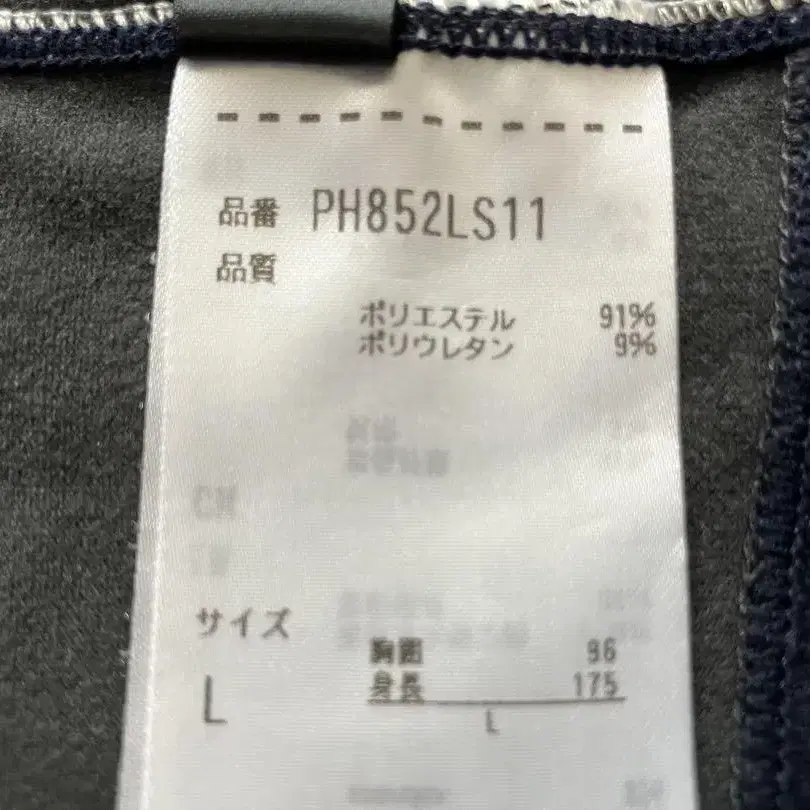 品番 PH852LS11
品質
ポリエステル 91%
ポリウレタン 9%
サイズ
胸囲 96
身長 175
L
L